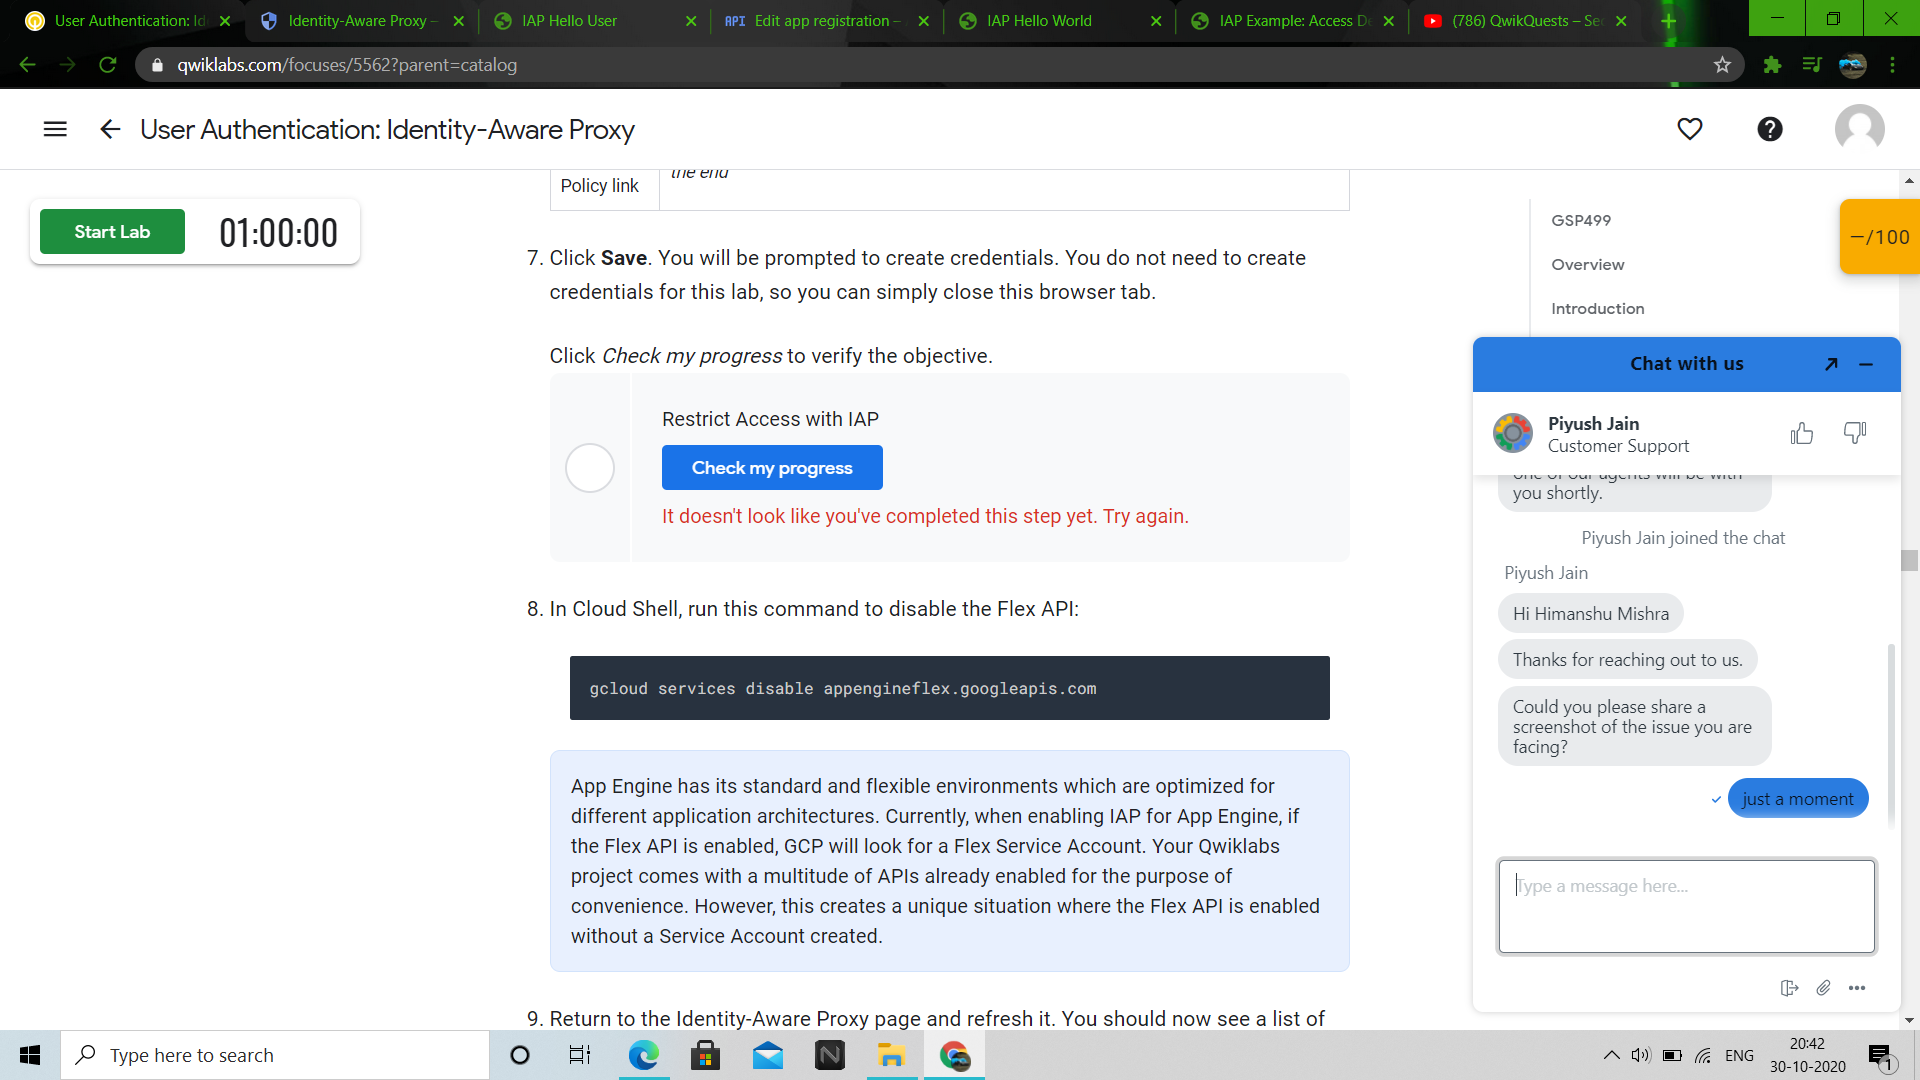 User Authentication: Id
Identity-Aware Proxy –
IAP Hello User
API Edit app registration –
IAP Hello World
IAP Example: Access De
(786) QwikQuests – Sec
qwiklabs.com/focuses/5562?parent=catalog
User Authentication: Identity-Aware Proxy
Start Lab
01:00:00
the end
Policy link
7. Click Save. You will be prompted to create credentials. You do not need to create
credentials for this lab, so you can simply close this browser tab.
Click Check my progress to verify the objective.
Restrict Access with IAP
Check my progress
It doesn't look like you've completed this step yet. Try again.
8. In Cloud Shell, run this command to disable the Flex API:
gcloud services disable appengineflex.googleapis.com
App Engine has its standard and flexible environments which are optimized for
different application architectures. Currently, when enabling IAP for App Engine, if
the Flex API is enabled, GCP will look for a Flex Service Account. Your Qwiklabs
project comes with a multitude of APIs already enabled for the purpose of
convenience. However, this creates a unique situation where the Flex API is enabled
without a Service Account created.
9. Return to the Identity-Aware Proxy page and refresh it. You should now see a list of
GSP499
Overview
Introduction
–/100
Chat with us
Piyush Jain
Customer Support
one of our agents will be with
you shortly.
Piyush Jain joined the chat
Piyush Jain
Hi Himanshu Mishra
Thanks for reaching out to us.
Could you please share a
screenshot of the issue you are
facing?
just a moment
Type a message here...
Type here to search
ENG
20:42
30-10-2020
1